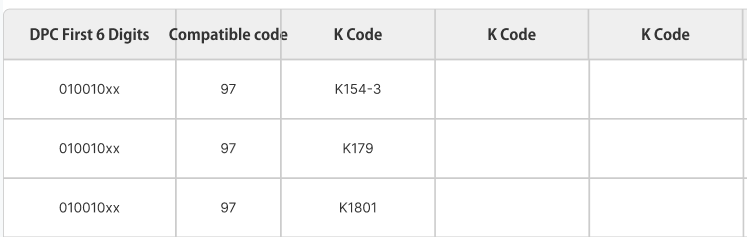 DPC First 6 Digits Compatible code K Code K Code K Code
010010xx 97 K154-3
010010xx 97 K179
010010xx 97 K1801